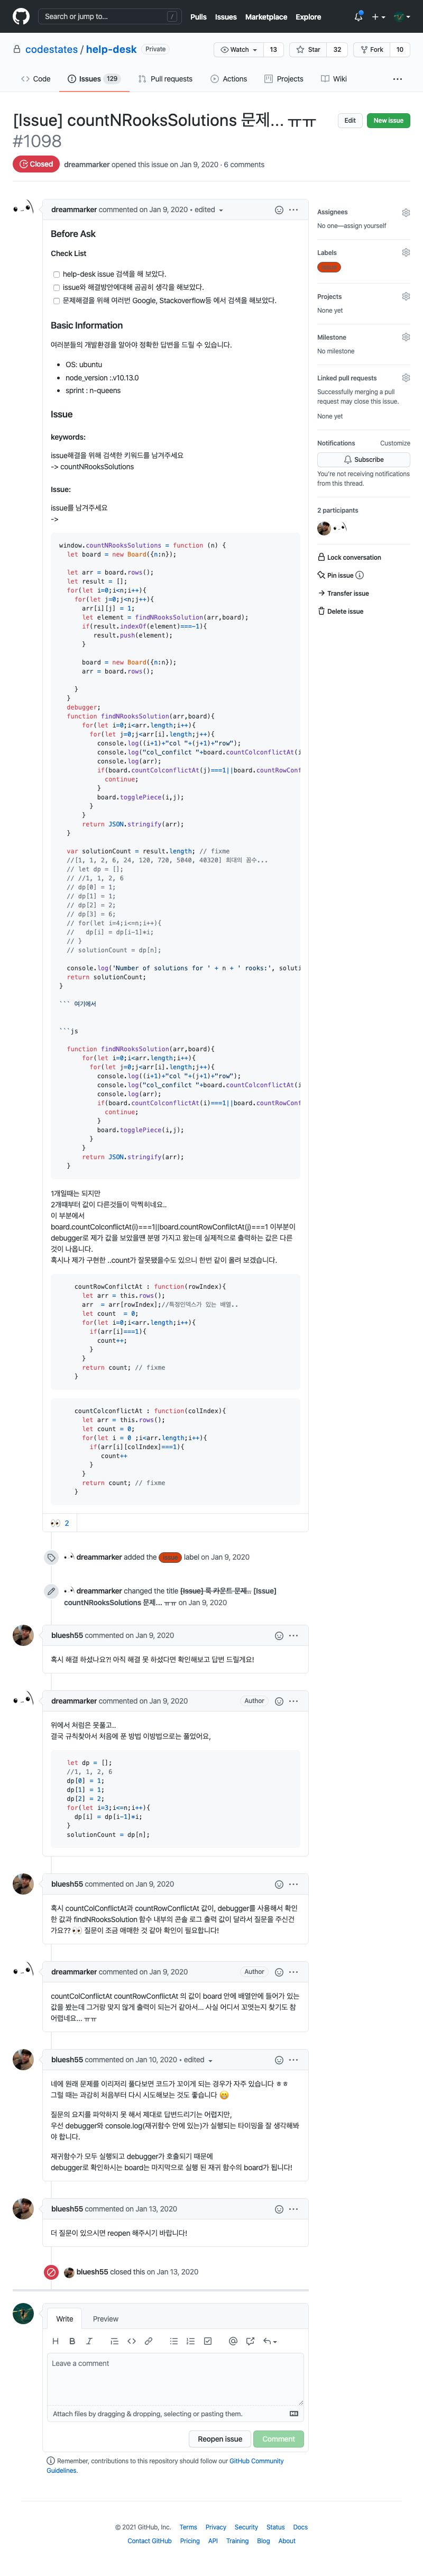 Search or jump to...
/
Pulls Issues Marketplace Explore
codestates / help-desk Private
Watch 13 Star 32 Fork 10
Code Issues 129 Pull requests Actions Projects Wiki
[Issue] countNRooksSolutions 문제... ㅠㅠ
#1098
Edit New issue
Closed dreammarker opened this issue on Jan 9, 2020 · 6 comments
dreammarker commented on Jan 9, 2020 • edited
Before Ask
Check List
help-desk issue 검색을 해 보았다.
issue와 해결방안에대해 곰곰히 생각을 해보았다.
문제해결을 위해 여러번 Google, Stackoverflow등 에서 검색을 해보았다.
Basic Information
여러분들의 개발환경을 알아야 정확한 답변을 드릴 수 있습니다.
OS: ubuntu
node_version :.v10.13.0
sprint : n-queens
Issue
keywords:
issue해결을 위해 검색한 키워드를 남겨주세요
-> countNRooksSolutions
Issue:
issue를 남겨주세요
->
window.countNRooksSolutions = function (n) {
let board = new Board({n:n});
let arr = board.rows();
let result = [];
for(let i=0;i<n;i++){
for(let j=0;j<n;j++){
arr[i][j] = 1;
let element = findNRooksSolution(arr,board);
if(result.indexOf(element)===-1){
result.push(element);
}
board = new Board({n:n});
arr = board.rows();
}
}
debugger;
function findNRooksSolution(arr,board){
for(let i=0;i<arr.length;i++){
for(let j=0;j<arr[i].length;j++){
console.log((i+1)+"col "+(j+1)+"row");
console.log("col_confilct "+board.countColconflictAt(i
console.log(arr);
if(board.countColconflictAt(j)===1||board.countRowConf
continue;
}
board.togglePiece(i,j);
}
}
return JSON.stringify(arr);
}
var solutionCount = result.length; // fixme
//[1, 1, 2, 6, 24, 120, 720, 5040, 40320] 최대의 꼼수...
// let dp = [];
// //1, 1, 2, 6
// dp[0] = 1;
// dp[1] = 1;
// dp[2] = 2;
// dp[3] = 6;
// for(let i=4;i<=n;i++){
// dp[i] = dp[i-1]*i;
// }
// solutionCount = dp[n];
console.log('Number of solutions for ' + n + ' rooks:', soluti
return solutionCount;
}
``` 여기에서
```js
function findNRooksSolution(arr,board){
for(let i=0;i<arr.length;i++){
for(let j=0;j<arr[i].length;j++){
console.log((i+1)+"col "+(j+1)+"row");
console.log("col_confilct "+board.countColconflictAt(i
console.log(arr);
if(board.countColconflictAt(i)===1||board.countRowConf
continue;
}
board.togglePiece(i,j);
}
}
return JSON.stringify(arr);
}
1개일때는 되지만
2개때부터 값이 다른것들이 막찍히네요..
이 부분에서
board.countColconflictAt(i)===1||board.countRowConfilctAt(j)===1 이부분이
debugger로 제가 값을 보았을땐 분명 가지고 왔는데 실제적으로 출력하는 값은 다른
것이 나옵니다.
혹시나 제가 구현한 ..count가 잘못됐을수도 있으니 한번 같이 올려 보겠습니다.
countRowConfilctAt : function(rowIndex){
let arr = this.rows();
arr = arr[rowIndex];//특정인덱스가 있는 배열..
let count = 0;
for(let i=0;i<arr.length;i++){
if(arr[i]===1){
count++;
}
}
return count; // fixme
}
countColconflictAt : function(colIndex){
let arr = this.rows();
let count = 0;
for(let i = 0 ;i<arr.length;i++){
if(arr[i][colIndex]===1){
count++
}
}
return count; // fixme
}
2
dreammarker added the label on Jan 9, 2020
dreammarker changed the title [Issue] 룩 카운트 문제.. [Issue]
countNRooksSolutions 문제... ㅠㅠ on Jan 9, 2020
bluesh55 commented on Jan 9, 2020
혹시 해결 하셨나요?! 아직 해결 못 하셨다면 확인해보고 답변 드릴게요!
dreammarker commented on Jan 9, 2020 Author
위에서 처럼은 못풀고..
결국 규칙찾아서 처음에 푼 방법 이방법으로는 풀었어요,
let dp = [];
//1, 1, 2, 6
dp[0] = 1;
dp[1] = 1;
dp[2] = 2;
for(let i=3;i<=n;i++){
dp[i] = dp[i-1]*i;
}
solutionCount = dp[n];
bluesh55 commented on Jan 9, 2020
혹시 countColConflictAt과 countRowConflictAt 값이, debugger를 사용해서 확인
한 값과 findNRooksSolution 함수 내부의 콘솔 로그 출력 값이 달라서 질문을 주신건
가요?? 👀 질문이 조금 애매한 것 같아 확인이 필요합니다!
dreammarker commented on Jan 9, 2020 Author
countColConflictAt countRowConflictAt 의 값이 board 안에 배열안에 들어가 있는
값을 봤는데 그거랑 맞지 않게 출력이 되는거 같아서... 사실 어디서 꼬엿는지 찾기도 참
어렵네요... ㅠㅠ
bluesh55 commented on Jan 10, 2020 • edited
네에 원래 문제를 이리저리 풀다보면 코드가 꼬이게 되는 경우가 자주 있습니다 ㅎㅎ
그럴 때는 과감히 처음부터 다시 시도해보는 것도 좋습니다 😄
질문의 요지를 파악하지 못 해서 제대로 답변드리기는 어렵지만,
우선 debugger와 console.log(재귀함수 안에 있는)가 실행되는 타이밍을 잘 생각해봐
야 합니다.
재귀함수가 모두 실행되고 debugger가 호출되기 때문에
debugger로 확인하시는 board는 마지막으로 실행 된 재귀 함수의 board가 됩니다!
bluesh55 commented on Jan 13, 2020
더 질문이 있으시면 reopen 해주시기 바랍니다!
bluesh55 closed this on Jan 13, 2020
Write Preview
Leave a comment
Attach files by dragging & dropping, selecting or pasting them.
Reopen issue Comment
Remember, contributions to this repository should follow our GitHub Community
Guidelines.
Assignees
No one—assign yourself
Labels
Projects
None yet
Milestone
No milestone
Linked pull requests
Successfully merging a pull
request may close this issue.
None yet
Notifications Customize
Subscribe
You're not receiving notifications
from this thread.
2 participants
Lock conversation
Pin issue
Transfer issue
Delete issue
© 2021 GitHub, Inc. Terms Privacy Security Status Docs
Contact GitHub Pricing API Training Blog About